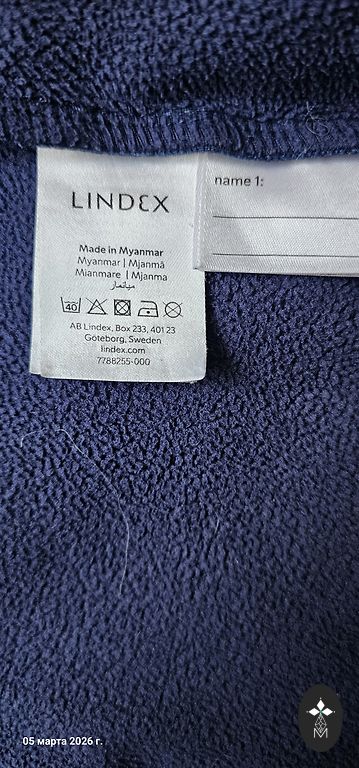 LINDEX
Made in Myanmar
Myanmar | Mjanmá
Mianmare | Mjanma
ميانمار
40
AB Lindex, Box 233, 401 23
Göteborg, Sweden
lindex.com
7788255-000
name 1:
05 марта 2026 г.
M